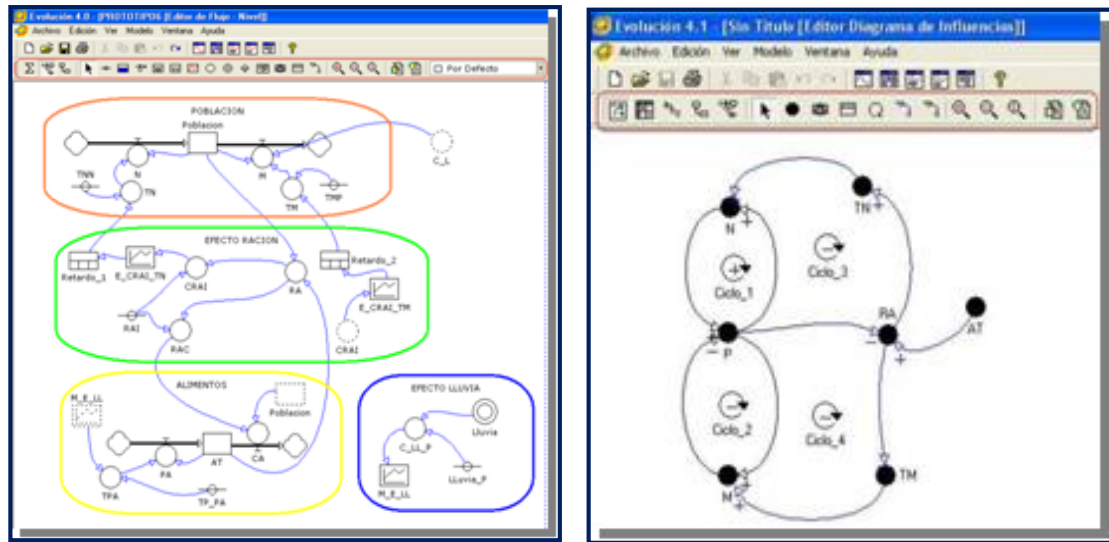 Evolución 4.0 - [PROTOTIPO6 [Editor de Flujo - Nivel]]
Archivo Edición Ver Modelo Ventana Ayuda
Por Defecto
POBLACION
Poblacion
C_L
N
M
TNN
TN
TM
TMP
EFECTO RACION
Retardo_1
E_CRAI_TN
CRAI
RA
Retardo_2
E_CRAI_TM
RAI
RAC
CRAI
ALIMENTOS
M_E_LL
Poblacion
PA
AT
CA
TPA
TP_PA
EFECTO LLUVIA
Lluvia
C_LL_P
M_E_LL
LLuvia_P
Evolución 4.1 - [Sin Título [Editor Diagrama de Influencias]]
Archivo Edición Ver Modelo Ventana Ayuda
TN
+
N
+
Ciclo_1
+
Ciclo_3
−
RA
AT
−
P
−
+
Ciclo_2
−
Ciclo_4
−
M
+
+
TM